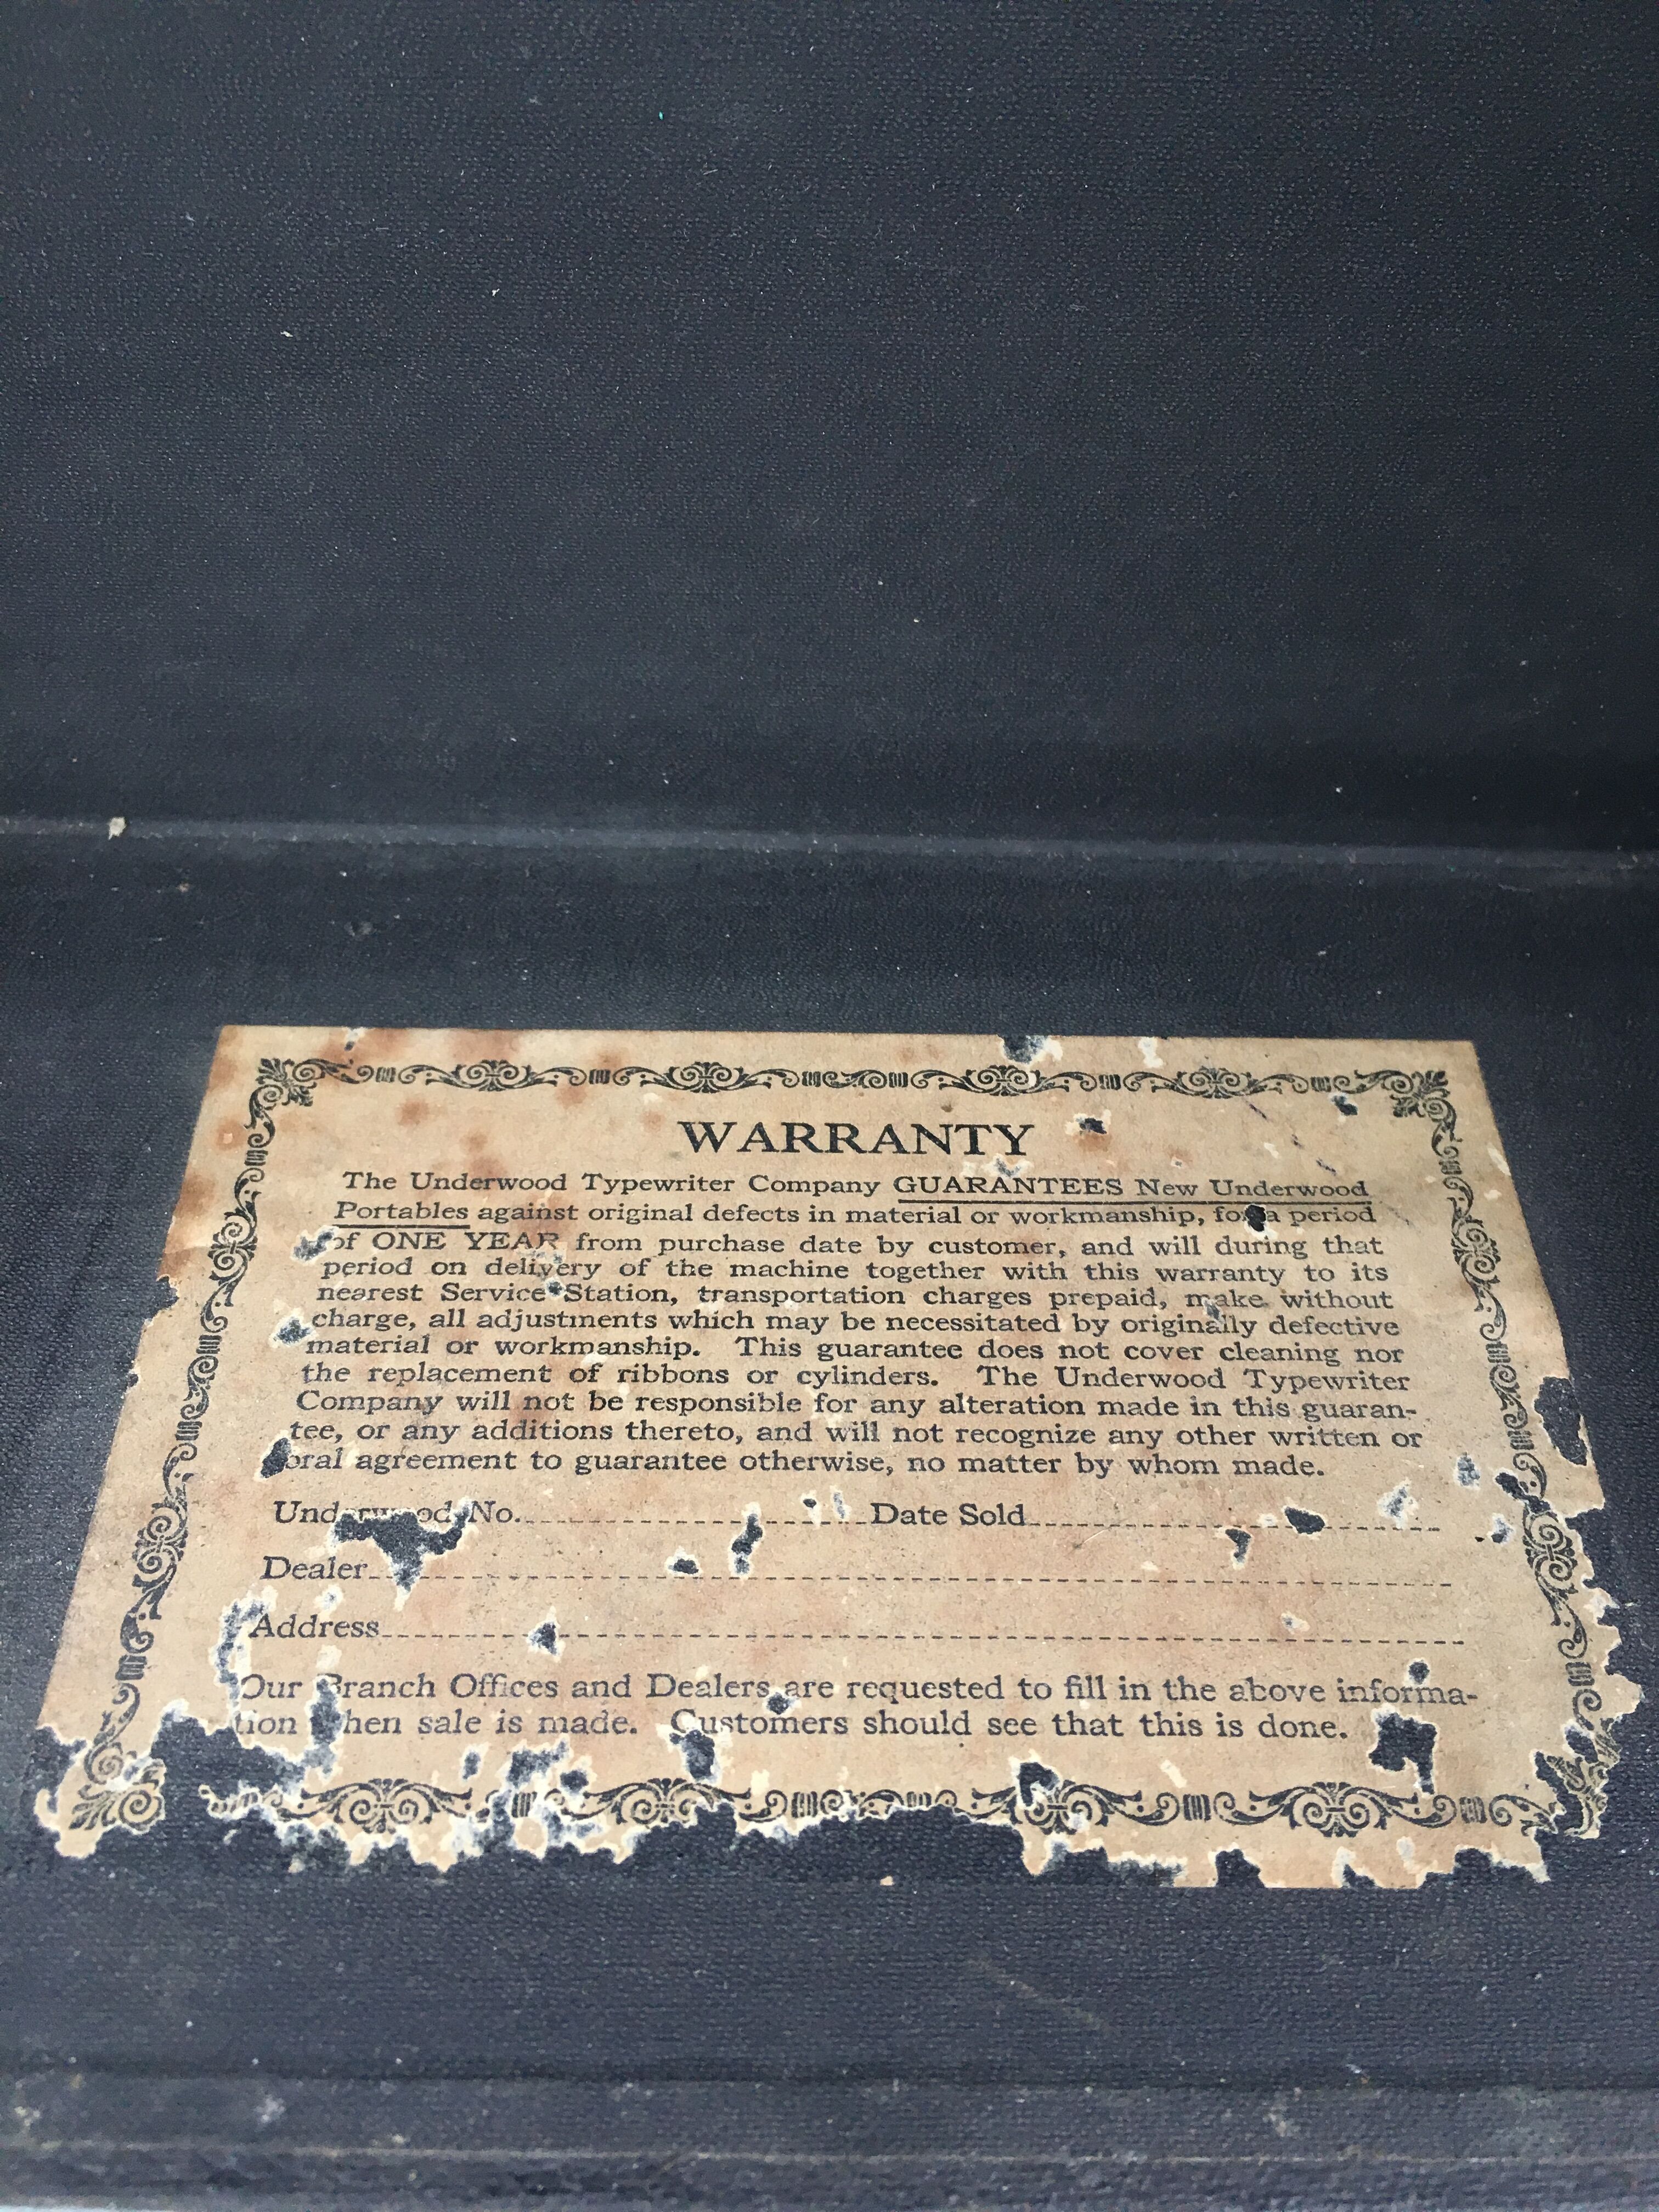 WARRANTY
The Underwood Typewriter Company GUARANTEES New Underwood
Portables against original defects in material or workmanship, for a period
of ONE YEAR from purchase date by customer, and will during that
period on delivery of the machine together with this warranty to its
nearest Service Station, transportation charges prepaid, make without
charge, all adjustments which may be necessitated by originally defective
material or workmanship. This guarantee does not cover cleaning nor
the replacement of ribbons or cylinders. The Underwood Typewriter
Company will not be responsible for any alteration made in this guaran-
tee, or any additions thereto, and will not recognize any other written or
oral agreement to guarantee otherwise, no matter by whom made.
Underwood No. Date Sold
Dealer
Address
Our Branch Offices and Dealers are requested to fill in the above informa-
tion when sale is made. Customers should see that this is done.